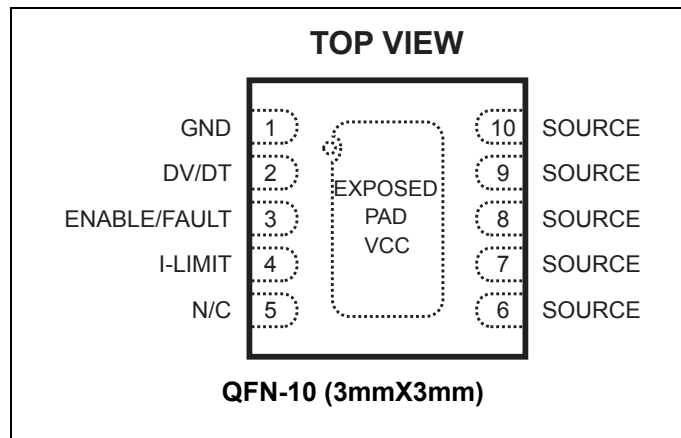 TOP VIEW
GND 1 10 SOURCE
DV/DT 2 9 SOURCE
EXPOSED
ENABLE/FAULT 3 PAD 8 SOURCE
VCC
I-LIMIT 4 7 SOURCE
N/C 5 6 SOURCE
QFN-10 (3mmX3mm)